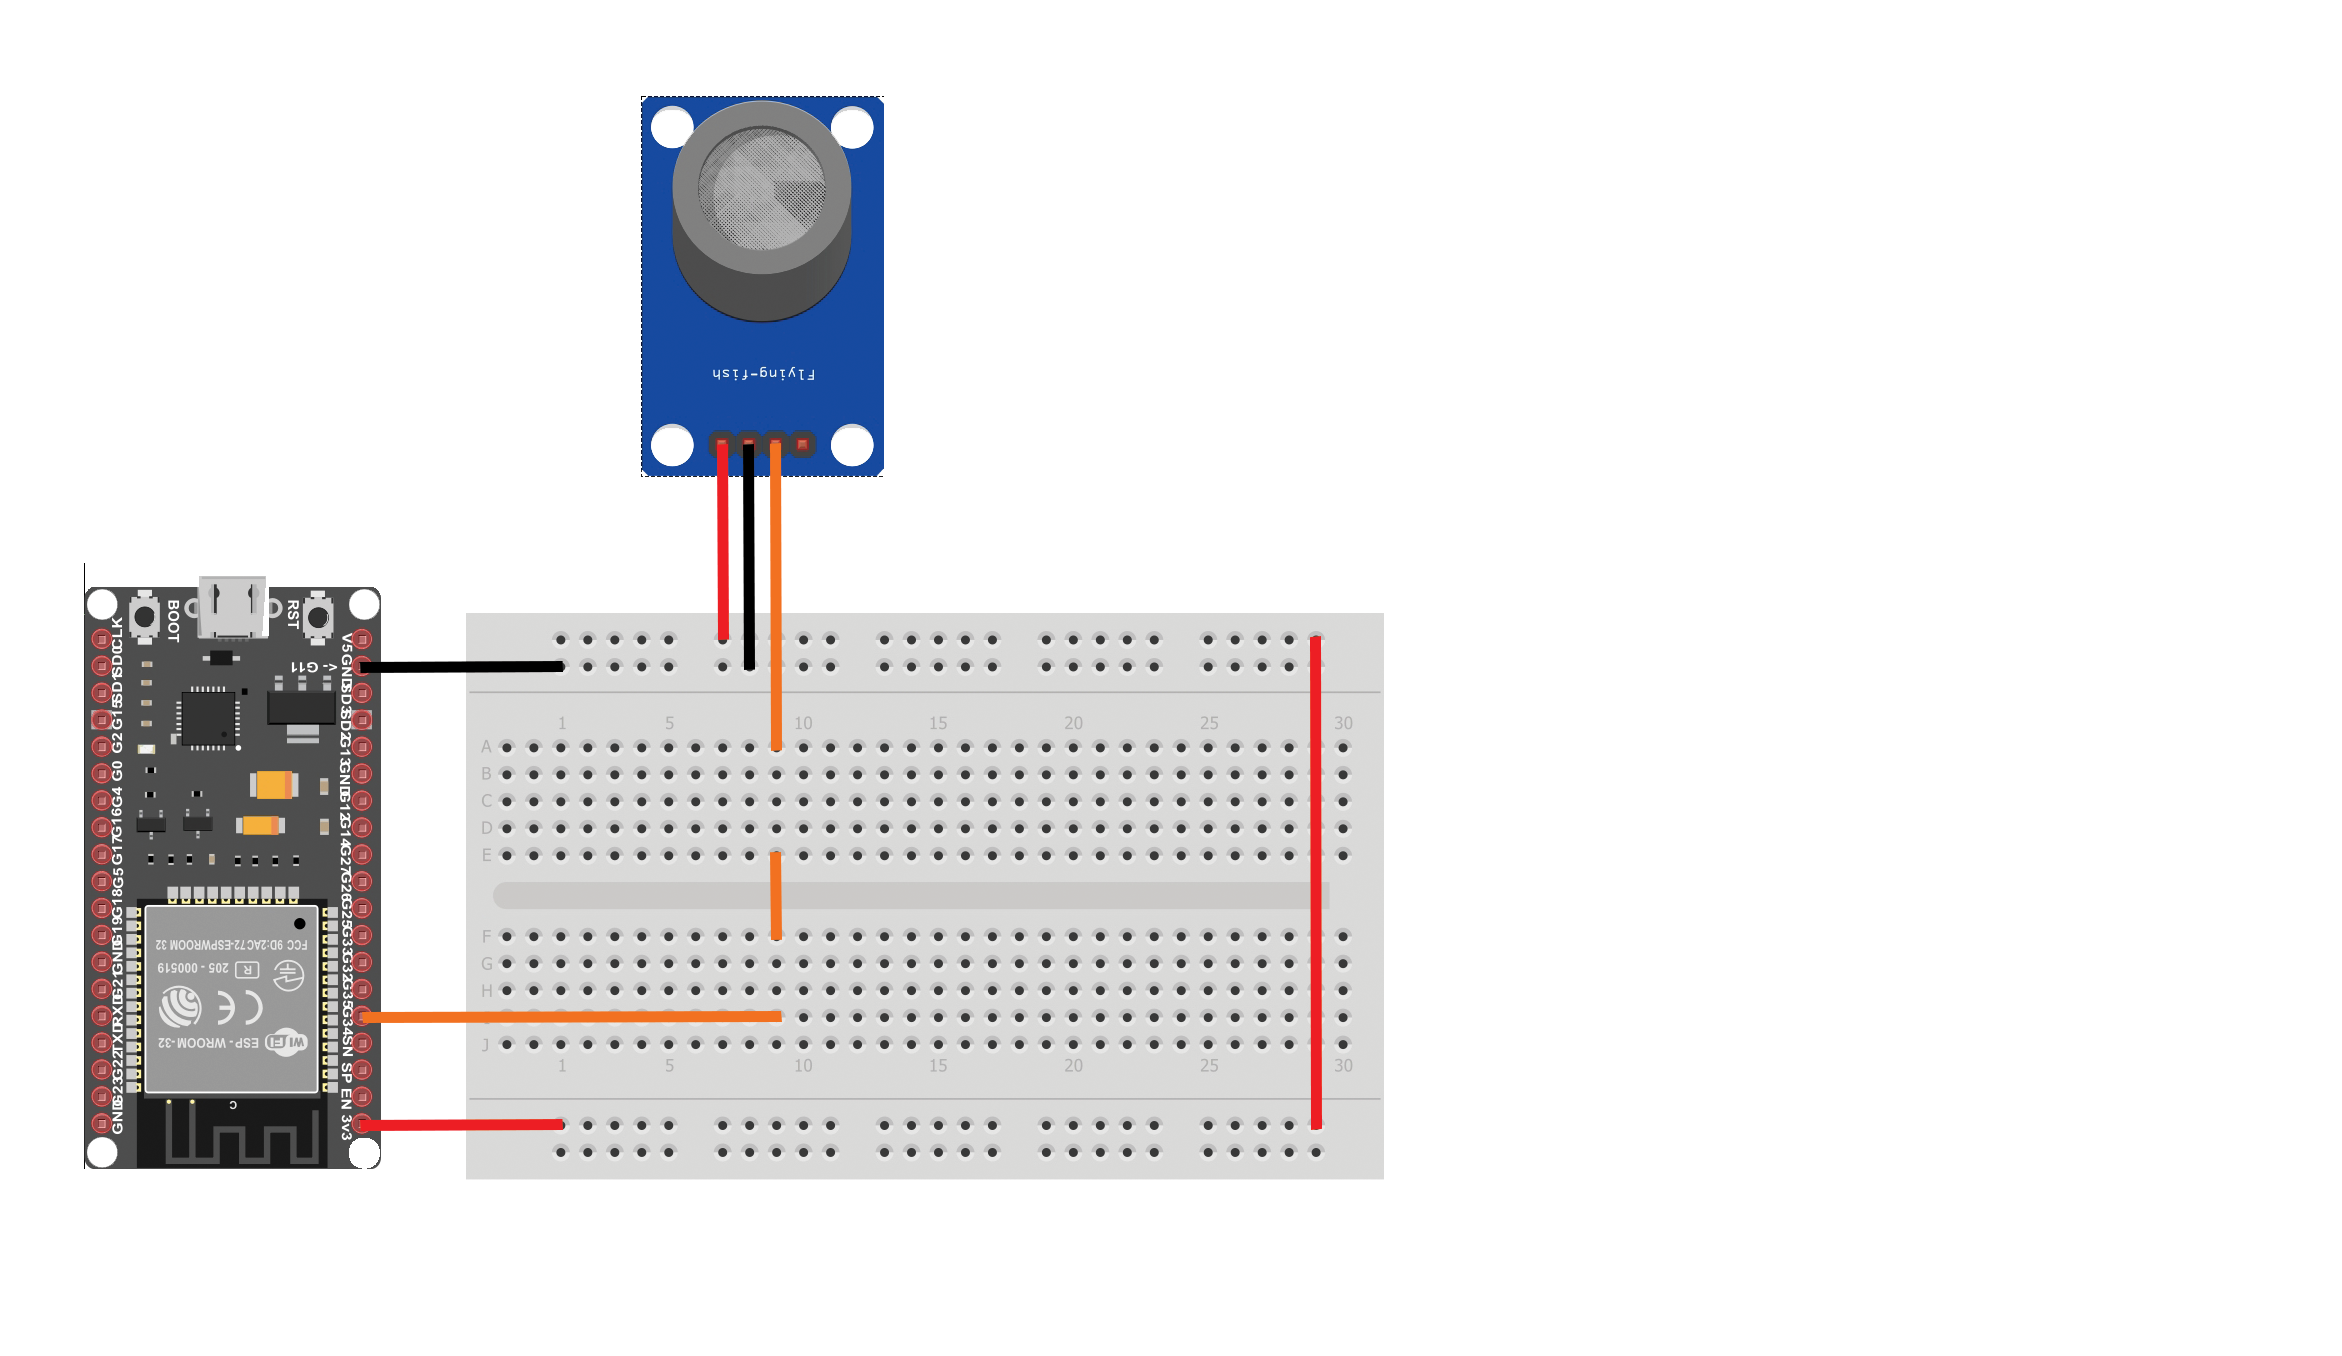 Flying-fish
BOOT
RST
CLK
SD0
SD1
G15
G2
G0
G4
G16
G17
G5
G18
G19
GND
G21
RXD
TXD
G22
G23
GND
V5
GND
SD3
SD2
G13
GND
G12
G14
G27
G26
G25
G33
G32
G35
G34
SN
SP
EN
3v3
<- G11
FCC 9D:2AC72-ESPWROOM 32
R 205 - 000519
CE
WiFi ESP-WROOM-32
C
1 5 10 15 20 25 30
A
B
C
D
E
F
G
H
J
1 5 10 15 20 25 30